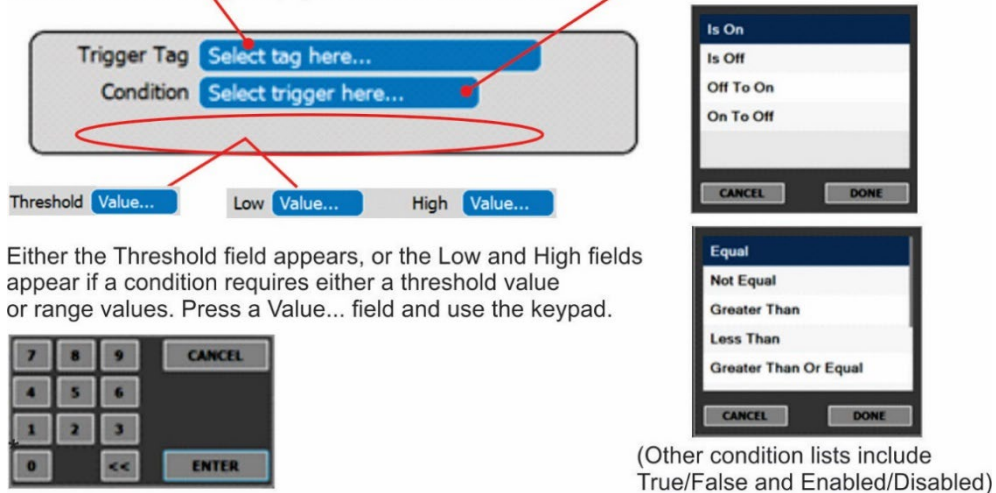 Trigger Tag Select tag here...
Condition Select trigger here...
Threshold Value... Low Value... High Value...
Either the Threshold field appears, or the Low and High fields
appear if a condition requires either a threshold value
or range values. Press a Value... field and use the keypad.
7 8 9 CANCEL
4 5 6
1 2 3
*
0 << ENTER
Is On
Is Off
Off To On
On To Off
CANCEL DONE
Equal
Not Equal
Greater Than
Less Than
Greater Than Or Equal
CANCEL DONE
(Other condition lists include
True/False and Enabled/Disabled)